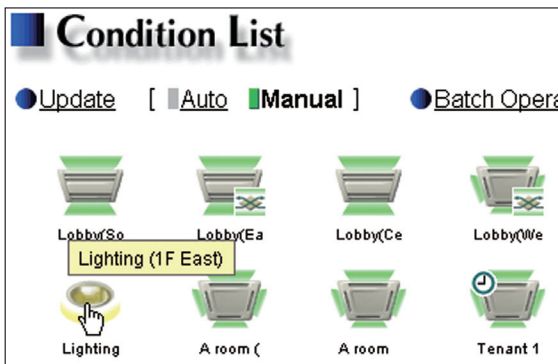 Condition List
Update [ Auto Manual ] Batch Opera
Lobby(So Lobby(Ea Lobby(Ce Lobby(We
Lighting (1F East)
Lighting A room ( A room Tenant 1